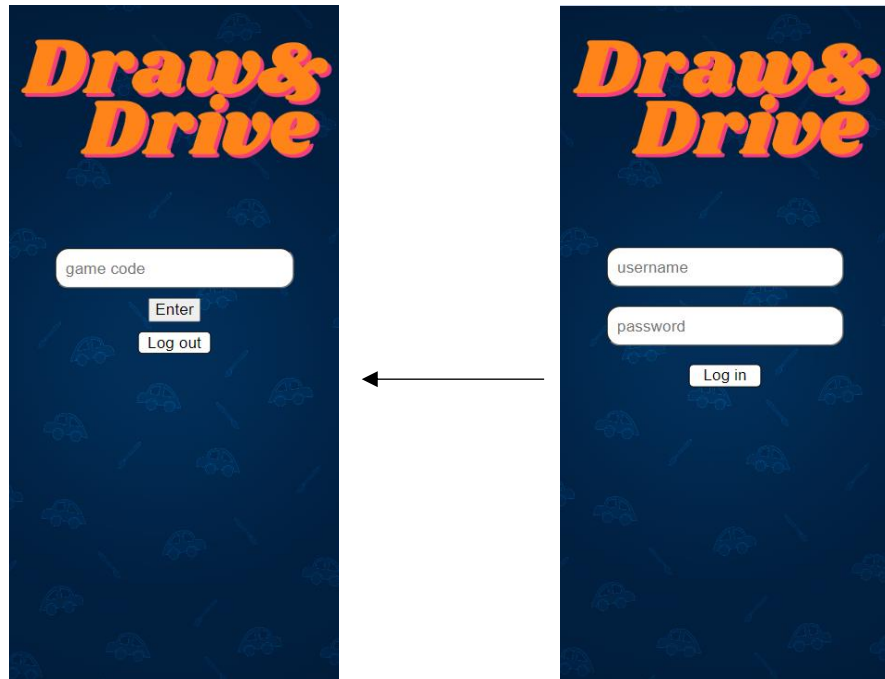 Draw&
Drive
game code
Enter
Log out
Draw&
Drive
username
password
Log in